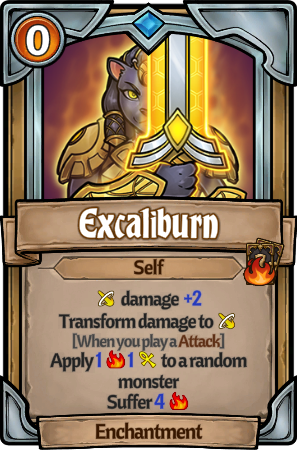 0
Excaliburn
Self
damage +2
Transform damage to
[When you play a Attack]
Apply 1 1 to a random
monster
Suffer 4
Enchantment